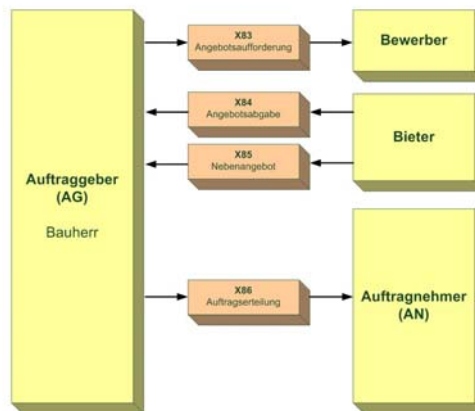 X83
Angebotsaufforderung
Bewerber
X84
Angebotsabgabe
X85
Nebenangebot
Bieter
Auftraggeber
(AG)
Bauherr
X86
Auftragserteilung
Auftragnehmer
(AN)